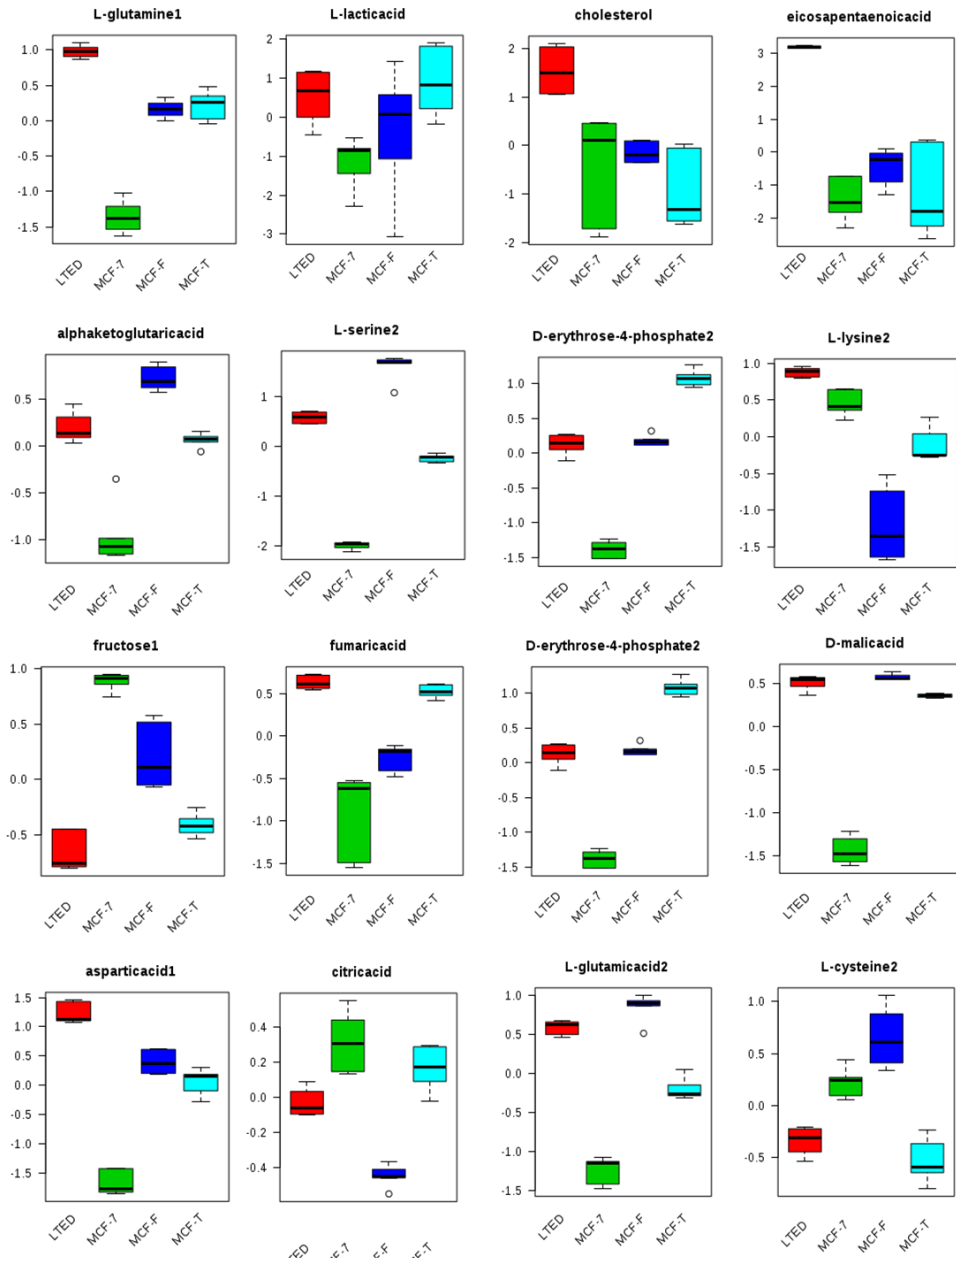 L-glutamine1
1.0
0.5
0.0
-0.5
-1.0
-1.5
LTED
MCF-7
MCF-F
MCF-T
L-lacticacid
2
1
0
-1
-2
-3
LTED
MCF-7
MCF-F
MCF-T
cholesterol
2
1
0
-1
-2
LTED
MCF-7
MCF-F
MCF-T
eicosapentaenoicacid
3
2
1
0
-1
-2
LTED
MCF-7
MCF-F
MCF-T
alphaketoglutaricacid
0.5
0.0
-0.5
-1.0
LTED
MCF-7
MCF-F
MCF-T
L-serine2
1
0
-1
-2
LTED
MCF-7
MCF-F
MCF-T
D-erythrose-4-phosphate2
1.0
0.5
0.0
-0.5
-1.0
-1.5
LTED
MCF-7
MCF-F
MCF-T
L-lysine2
1.0
0.5
0.0
-0.5
-1.0
-1.5
LTED
MCF-7
MCF-F
MCF-T
fructose1
1.0
0.5
0.0
-0.5
LTED
MCF-7
MCF-F
MCF-T
fumaricacid
0.5
0.0
-0.5
-1.0
-1.5
LTED
MCF-7
MCF-F
MCF-T
D-erythrose-4-phosphate2
1.0
0.5
0.0
-0.5
-1.0
-1.5
LTED
MCF-7
MCF-F
MCF-T
D-malicacid
0.5
0.0
-0.5
-1.0
-1.5
LTED
MCF-7
MCF-F
MCF-T
asparticacid1
1.5
1.0
0.5
0.0
-0.5
-1.0
-1.5
LTED
MCF-7
MCF-F
MCF-T
citricacid
0.4
0.2
0.0
-0.2
-0.4
TED
MCF-7
CF-F
MCF-T
L-glutamicacid2
1.0
0.5
0.0
-0.5
-1.0
-1.5
LTED
MCF-7
MCF-F
MCF-T
L-cysteine2
1.0
0.5
0.0
-0.5
LTED
MCF-7
MCF-F
MCF-T